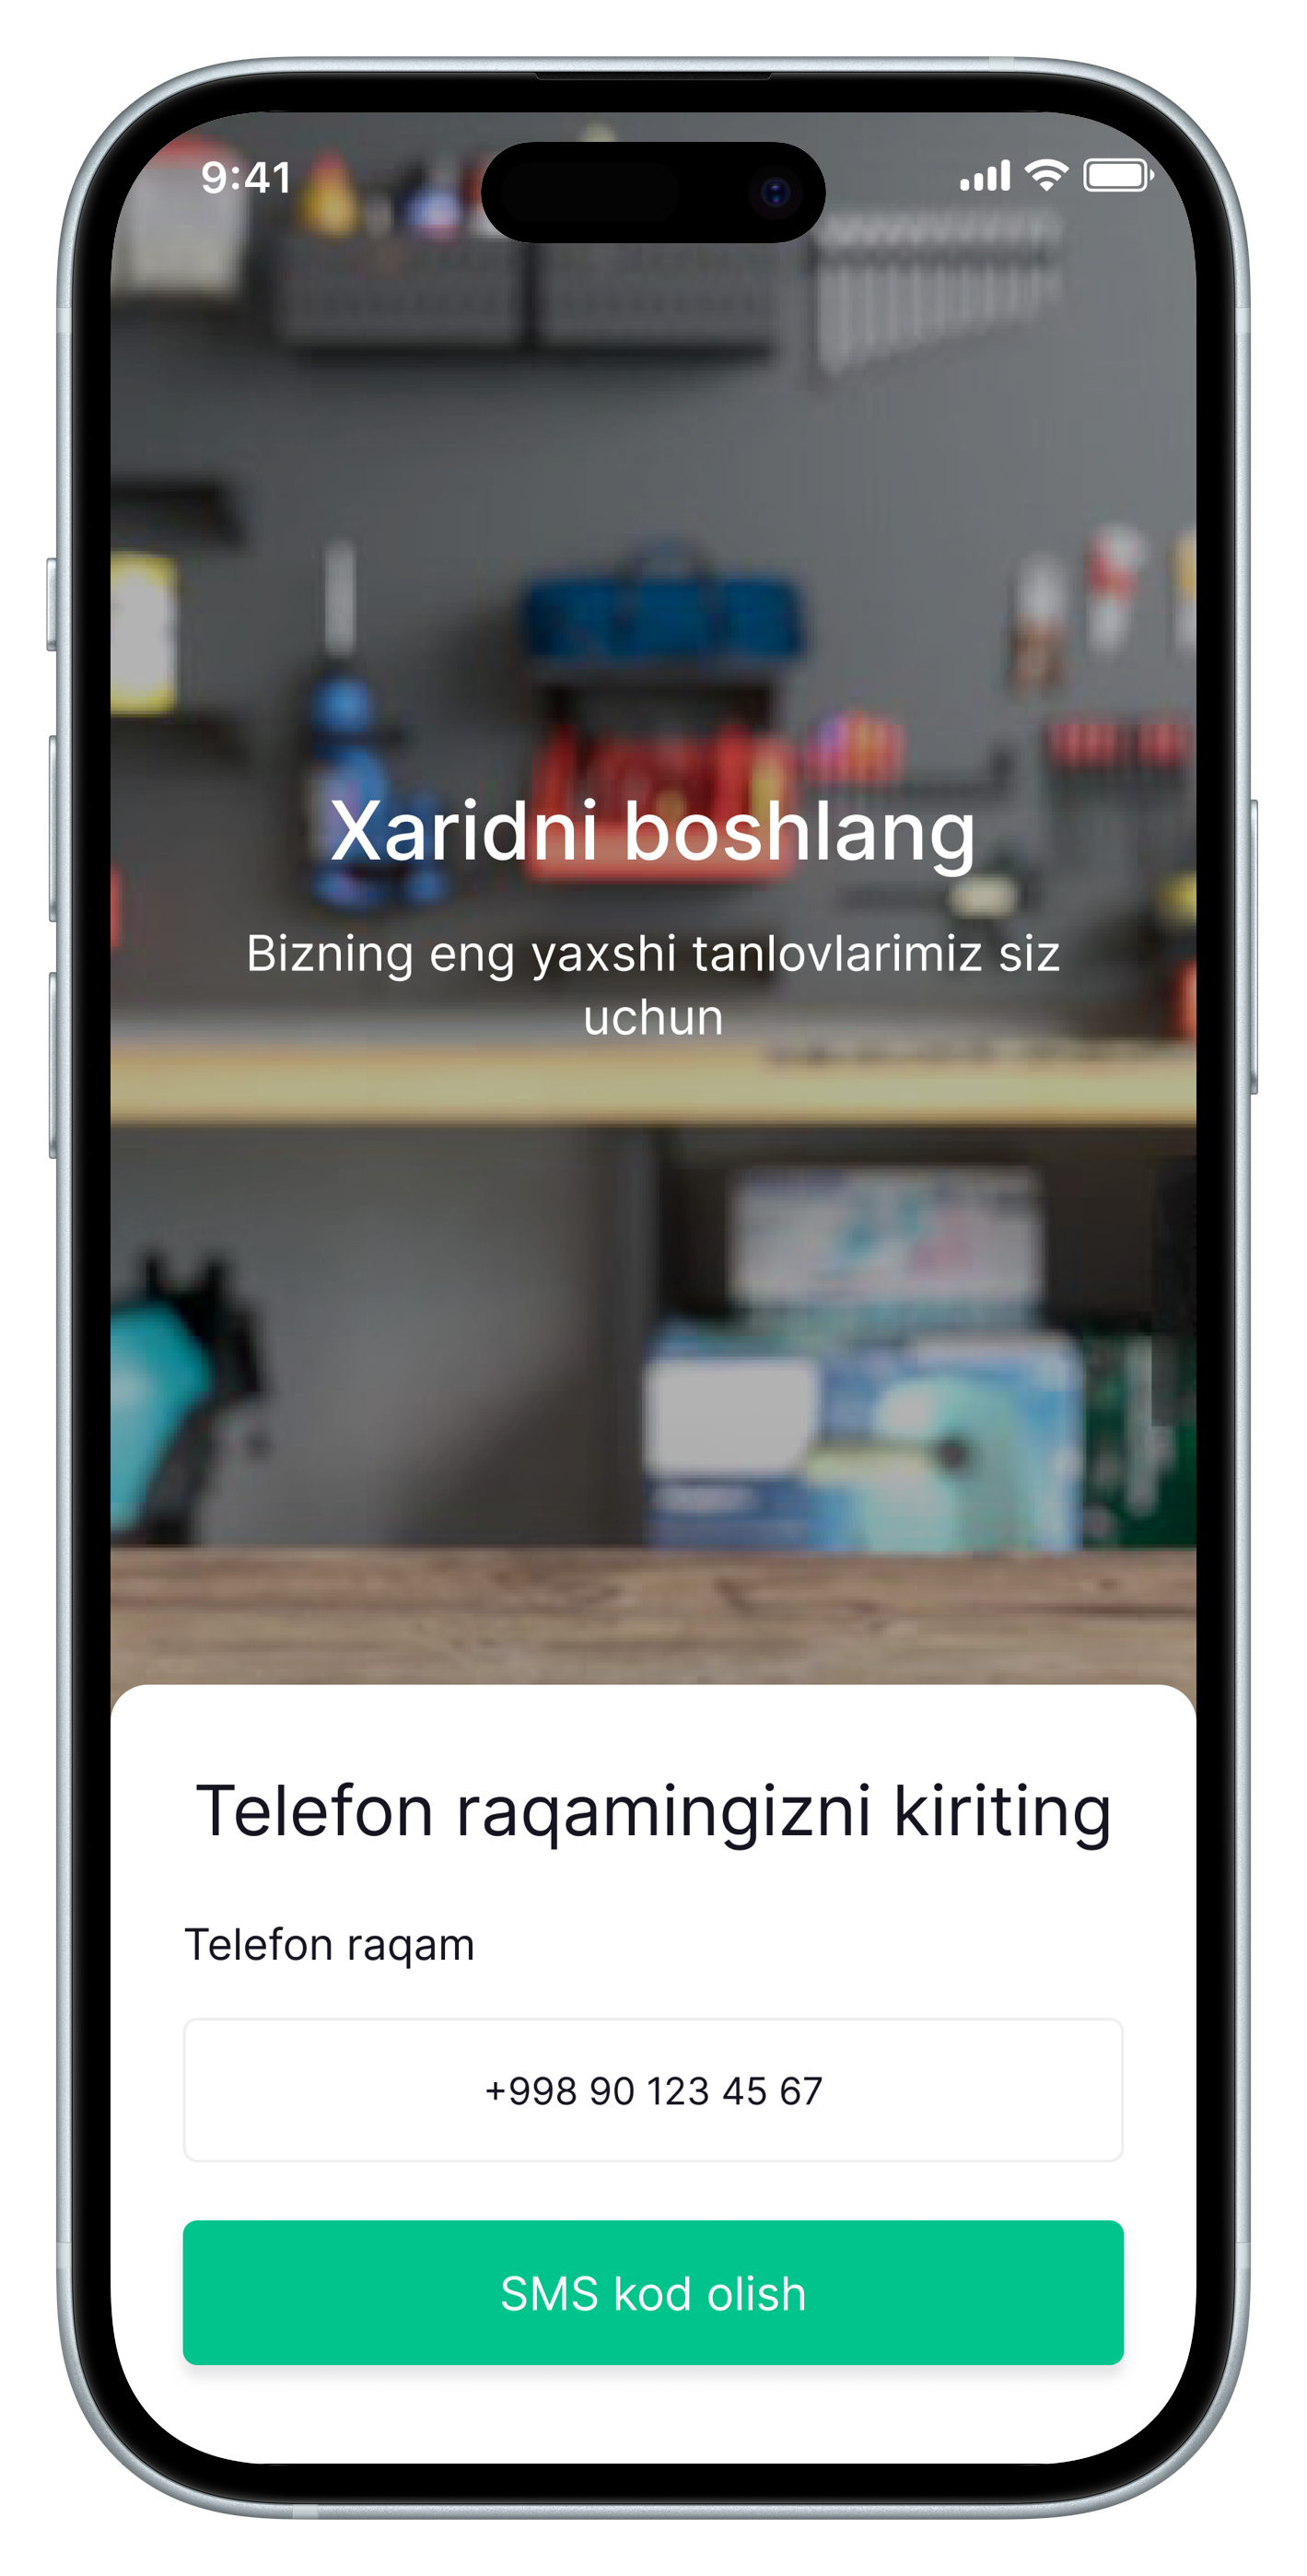 9:41
Xaridni boshlang
Bizning eng yaxshi tanlovlarimiz siz
uchun
Telefon raqamingizni kiriting
Telefon raqam
+998 90 123 45 67
SMS kod olish